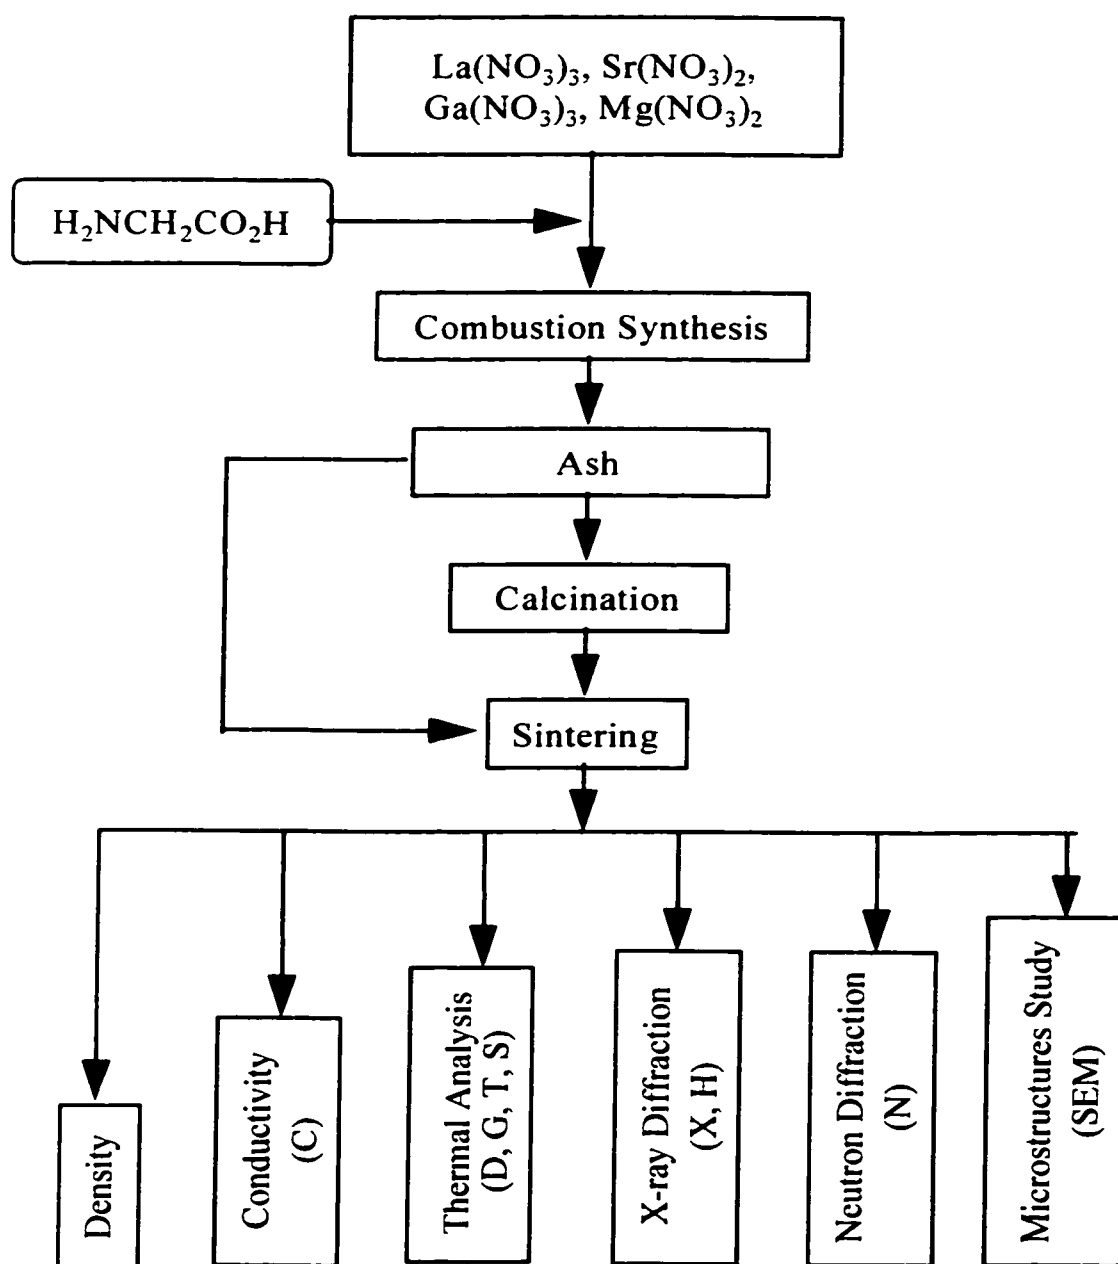 La(NO₃)₃, Sr(NO₃)₂,
Ga(NO₃)₃, Mg(NO₃)₂
H₂NCH₂CO₂H
Combustion Synthesis
Ash
Calcination
Sintering
Density
Conductivity
(C)
Thermal Analysis
(D, G, T, S)
X-ray Diffraction
(X, H)
Neutron Diffraction
(N)
Microstructures Study
(SEM)